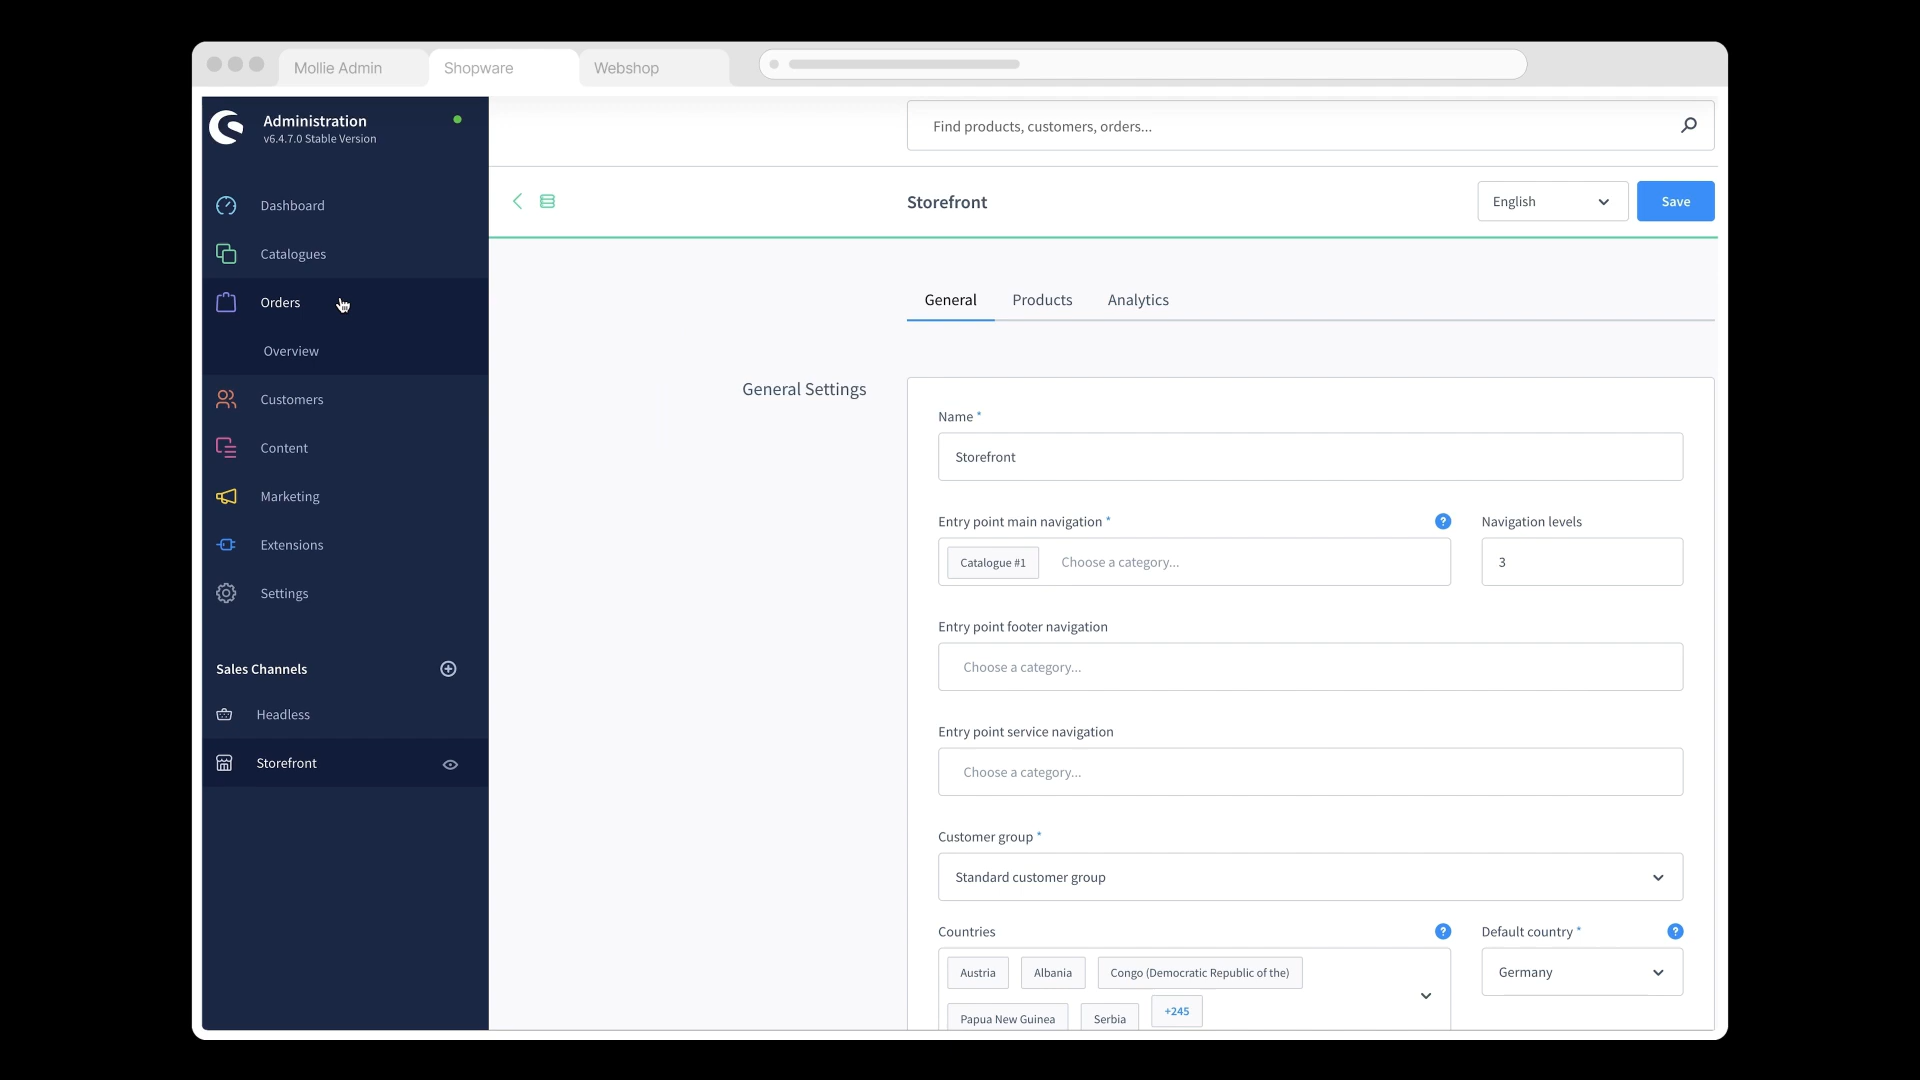 Mollie Admin
Shopware
Webshop
Administration
v6.4.7.0 Stable Version
Find products, customers, orders...
Dashboard
Catalogues
Orders
Overview
Customers
Content
Marketing
Extensions
Settings
Sales Channels
Headless
Storefront
Storefront
English
Save
General
Products
Analytics
General Settings
Name *
Storefront
Entry point main navigation *
?
Navigation levels
Catalogue #1
Choose a category...
3
Entry point footer navigation
Choose a category...
Entry point service navigation
Choose a category...
Customer group *
Standard customer group
Countries
?
Default country *
?
Austria
Albania
Congo (Democratic Republic of the)
Germany
Papua New Guinea
Serbia
+245